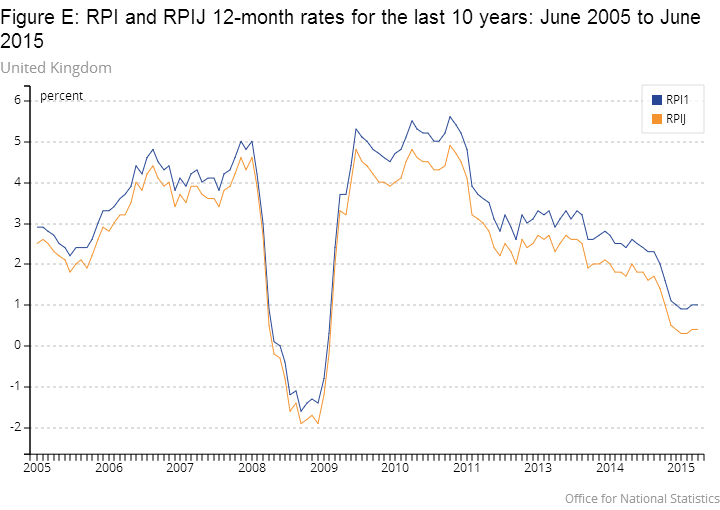 Figure E: RPI and RPIJ 12-month rates for the last 10 years: June 2005 to June
2015
United Kingdom
percent
RPI1
RPIJ
6
5
4
3
2
1
0
-1
-2
2005 2006 2007 2008 2009 2010 2011 2012 2013 2014 2015
Office for National Statistics